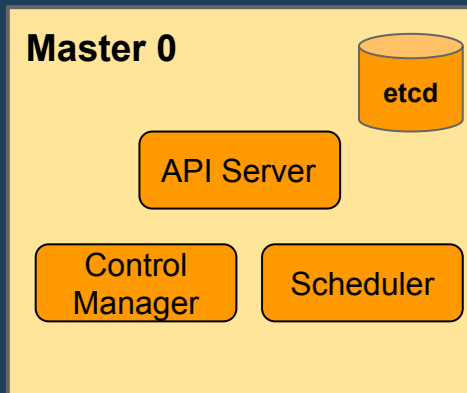 Master 0
etcd
API Server
Control
Manager
Scheduler